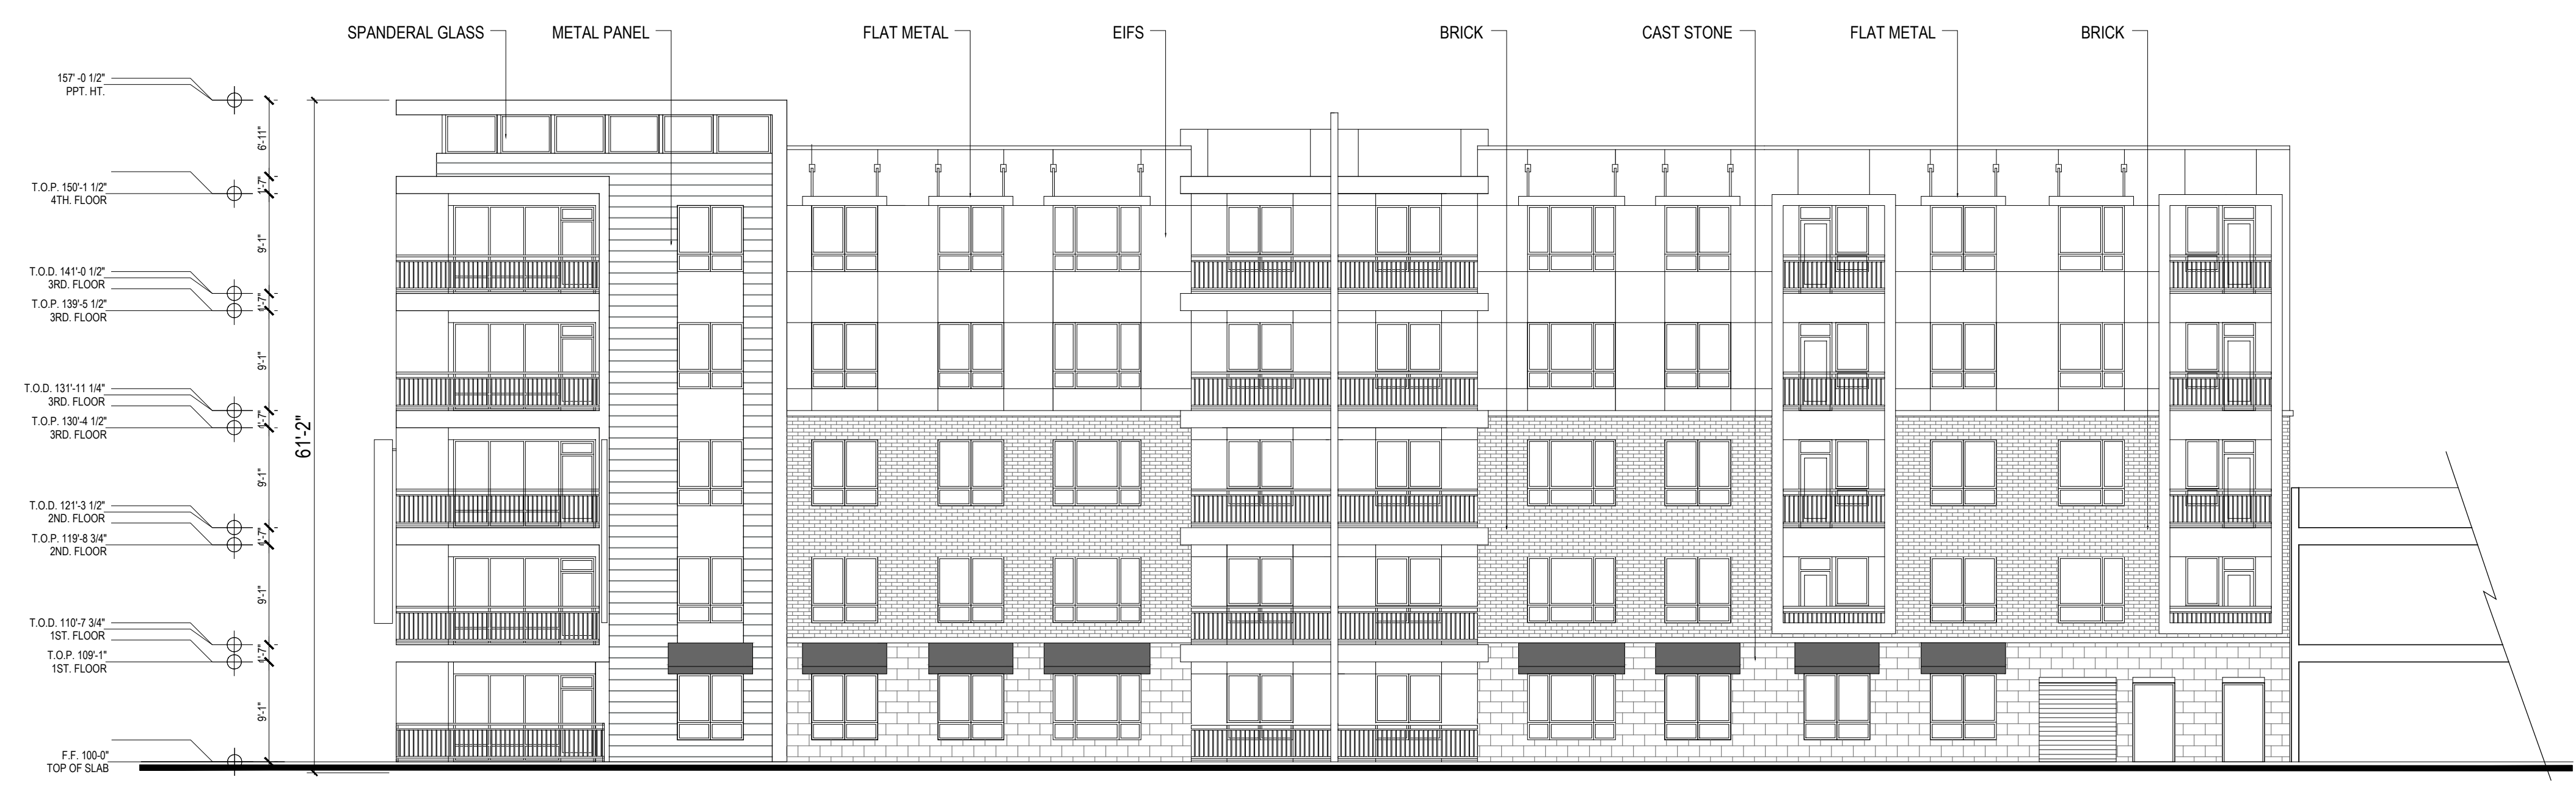 SPANDERAL GLASS
METAL PANEL
FLAT METAL
EIFS
BRICK
CAST STONE
FLAT METAL
BRICK
157' -0 1/2"
PPT. HT.
6'-11"
1'-7"
T.O.P. 150'-1 1/2"
4TH. FLOOR
9'-1"
T.O.D. 141'-0 1/2"
3RD. FLOOR
1'-7"
T.O.P. 139'-5 1/2"
3RD. FLOOR
9'-1"
T.O.D. 131'-11 1/4"
3RD. FLOOR
1'-7"
T.O.P. 130'-4 1/2"
3RD. FLOOR
61'-2"
9'-1"
T.O.D. 121'-3 1/2"
2ND. FLOOR
1'-7"
T.O.P. 119'-8 3/4"
2ND. FLOOR
9'-1"
T.O.D. 110'-7 3/4"
1ST. FLOOR
1'-7"
T.O.P. 109'-1"
1ST. FLOOR
9'-1"
F.F. 100-0"
TOP OF SLAB